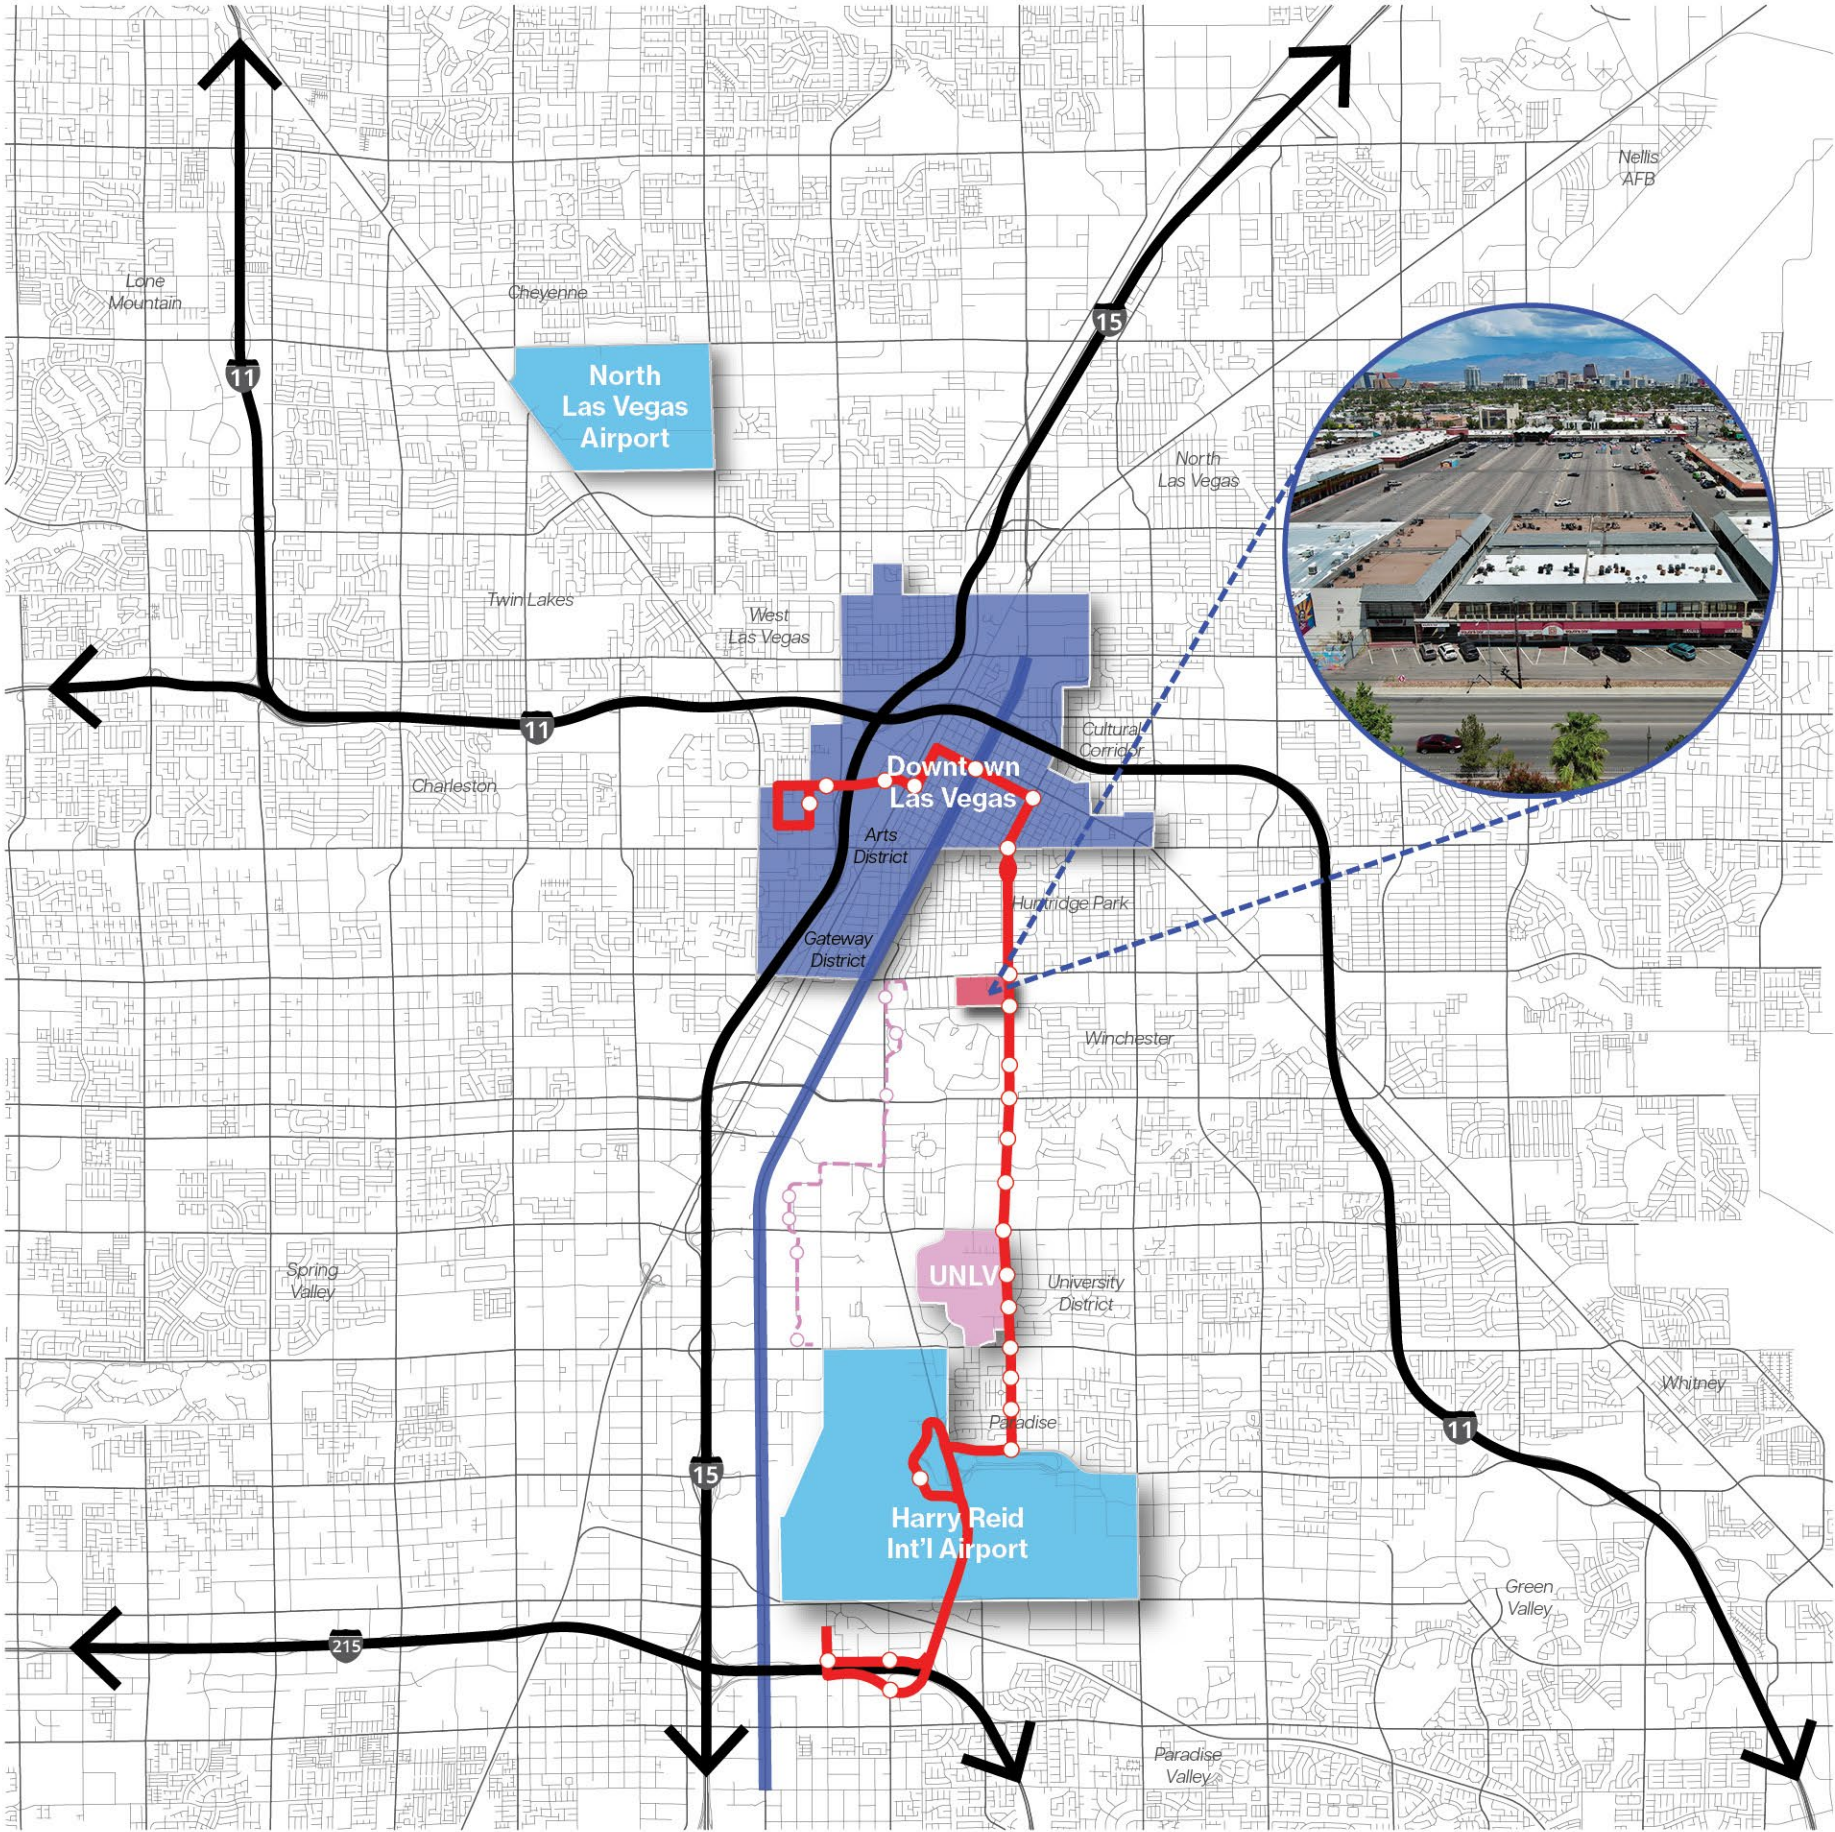 Nellis
AFB
Lone
Mountain
Cheyenne
15
11
North
Las Vegas
Airport
North
Las Vegas
Twin Lakes
West
Las Vegas
11
Cultural
Corridor
Charleston
Downtown
Las Vegas
Arts
District
Huntridge Park
Gateway
District
Winchester
Spring
Valley
UNLV
University
District
Whitney
Paradise
11
15
Harry Reid
Int'l Airport
Green
Valley
215
Paradise
Valley